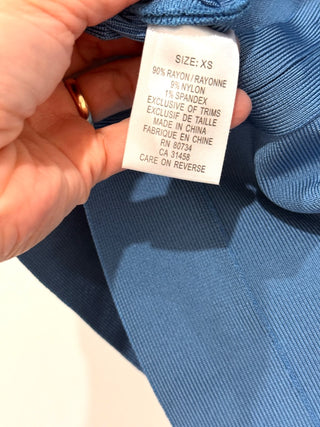 SIZE: XS
90% RAYON/RAYONNE
9% NYLON
1% SPANDEX
EXCLUSIVE OF TRIMS
EXCLUSIF DE TAILLE
MADE IN CHINA
FABRIQUE EN CHINE
RN 80734
CA 31458
CARE ON REVERSE